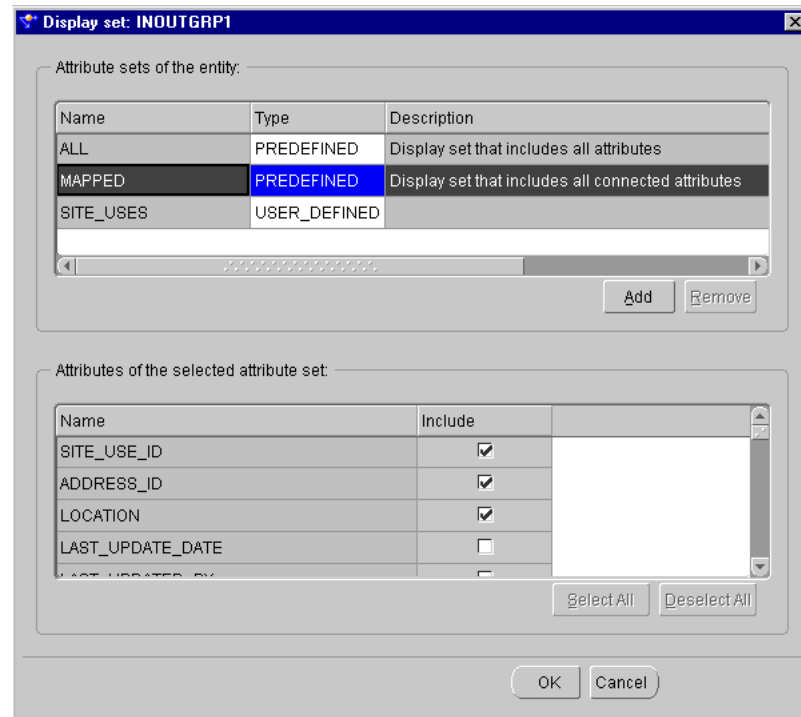 Display set: INOUTGRP1
Attribute sets of the entity:
Name Type Description
ALL PREDEFINED Display set that includes all attributes
MAPPED PREDEFINED Display set that includes all connected attributes
SITE_USES USER_DEFINED
Add Remove
Attributes of the selected attribute set:
Name Include
SITE_USE_ID
ADDRESS_ID
LOCATION
LAST_UPDATE_DATE
Select All Deselect All
OK Cancel